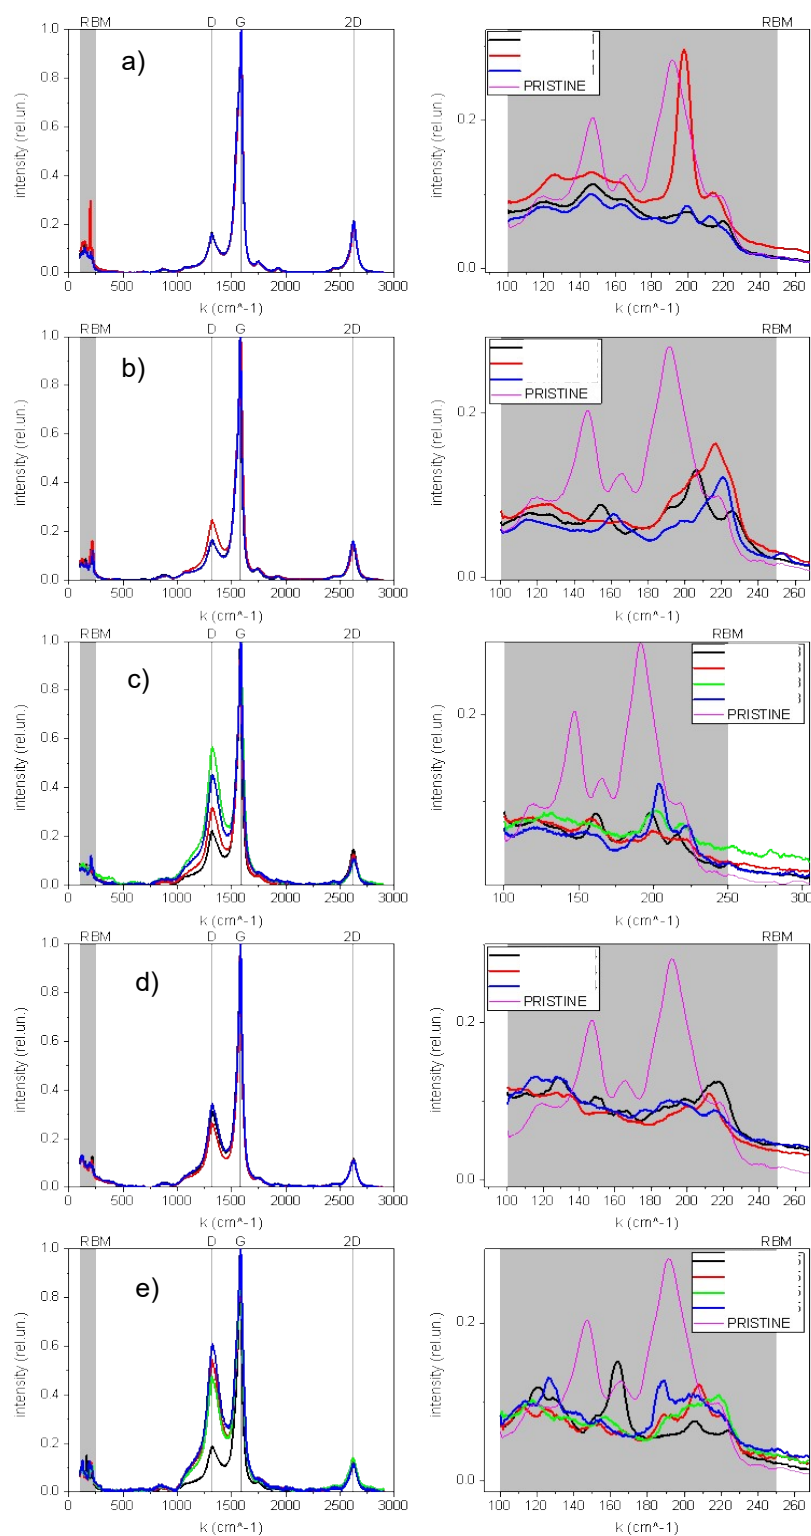 RBM D G 2D
a)
1.0
0.8
0.6
0.4
0.2
0.0
intensity (rel.un.)
0 500 1000 1500 2000 2500 3000
k (cm^-1)
RBM
PRISTINE
0.2
0.0
intensity (rel.un.)
100 120 140 160 180 200 220 240 260
k (cm^-1)
RBM D G 2D
b)
1.0
0.8
0.6
0.4
0.2
0.0
intensity (rel.un.)
0 500 1000 1500 2000 2500 3000
k (cm^-1)
RBM
PRISTINE
0.2
0.0
intensity (rel.un.)
100 120 140 160 180 200 220 240 260
k (cm^-1)
RBM D G 2D
c)
1.0
0.8
0.6
0.4
0.2
0.0
intensity (rel.un.)
0 500 1000 1500 2000 2500 3000
k (cm^-1)
RBM
PRISTINE
0.2
0.0
intensity (rel.un.)
100 150 200 250 300
k (cm^-1)
RBM D G 2D
d)
1.0
0.8
0.6
0.4
0.2
0.0
intensity (rel.un.)
0 500 1000 1500 2000 2500 3000
k (cm^-1)
RBM
PRISTINE
0.2
0.0
intensity (rel.un.)
100 120 140 160 180 200 220 240 260
k (cm^-1)
RBM D G 2D
e)
1.0
0.8
0.6
0.4
0.2
0.0
intensity (rel.un.)
0 500 1000 1500 2000 2500 3000
k (cm^-1)
RBM
PRISTINE
0.2
0.0
intensity (rel.un.)
100 120 140 160 180 200 220 240 260
k (cm^-1)